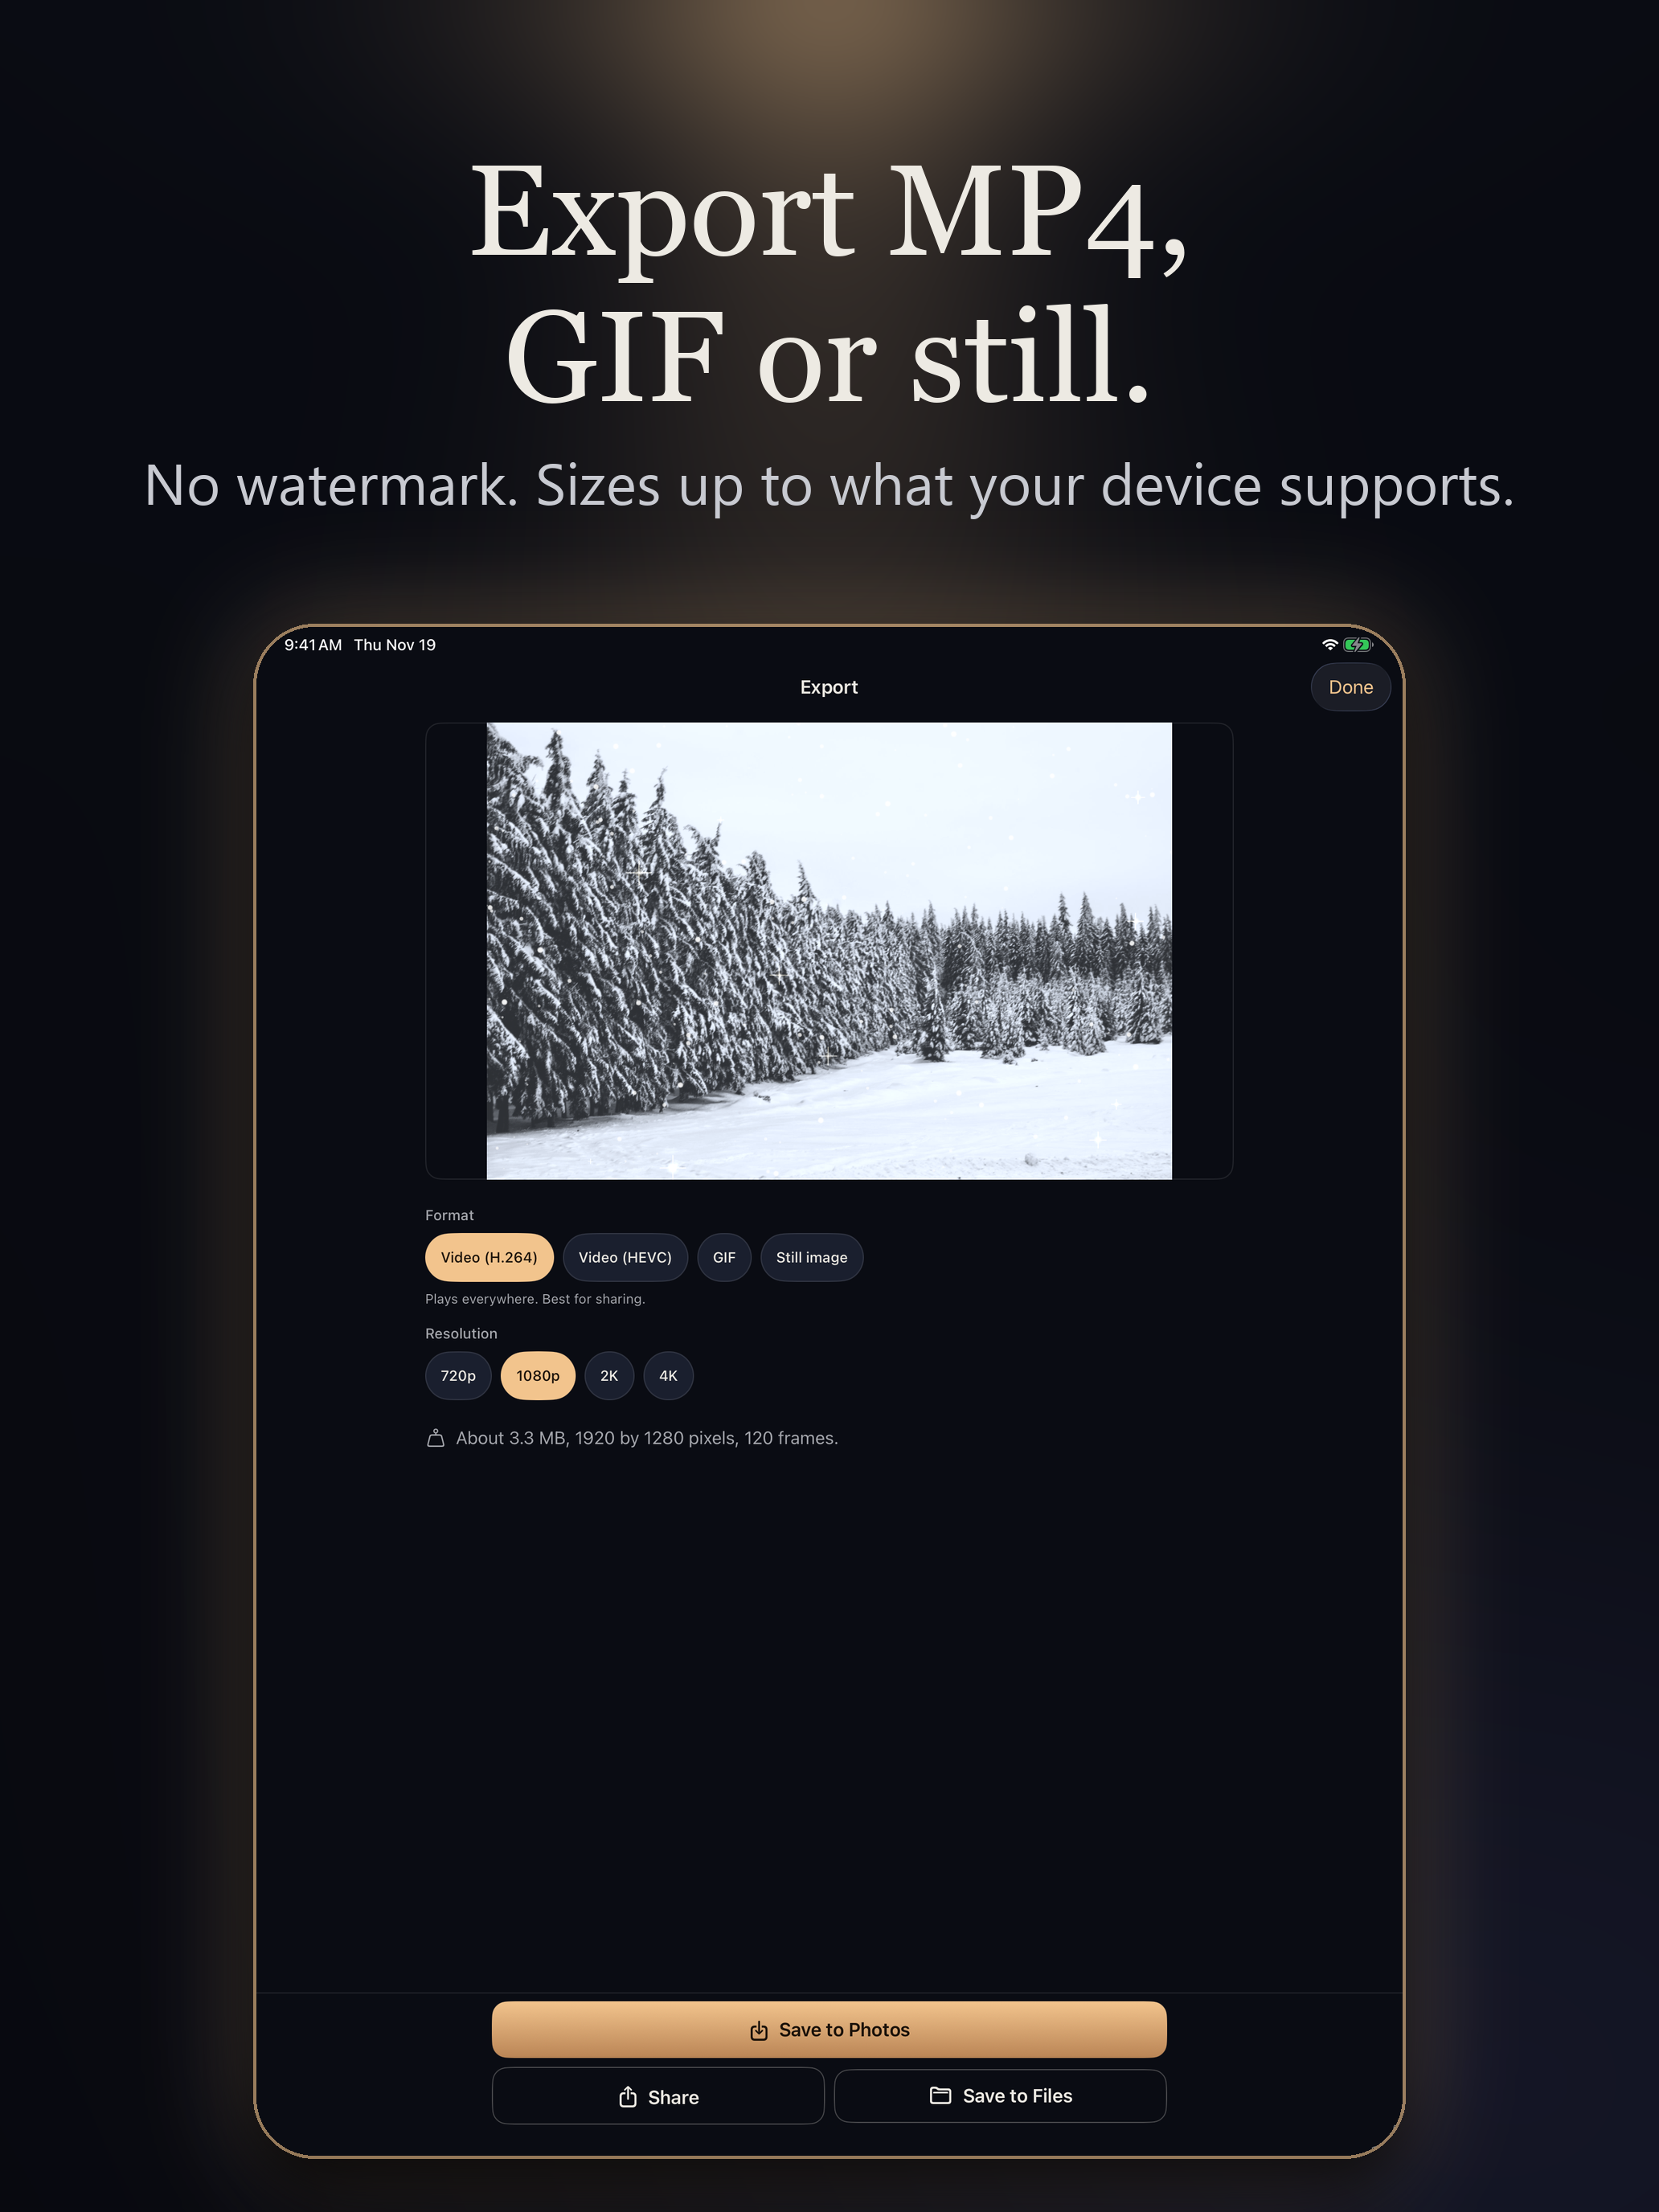 Export MP4,
GIF or still.
No watermark. Sizes up to what your device supports.
9:41 AM Thu Nov 19
Export
Done
Format
Video (H.264)
Video (HEVC)
GIF
Still image
Plays everywhere. Best for sharing.
Resolution
720p
1080p
2K
4K
About 3.3 MB, 1920 by 1280 pixels, 120 frames.
Save to Photos
Share
Save to Files